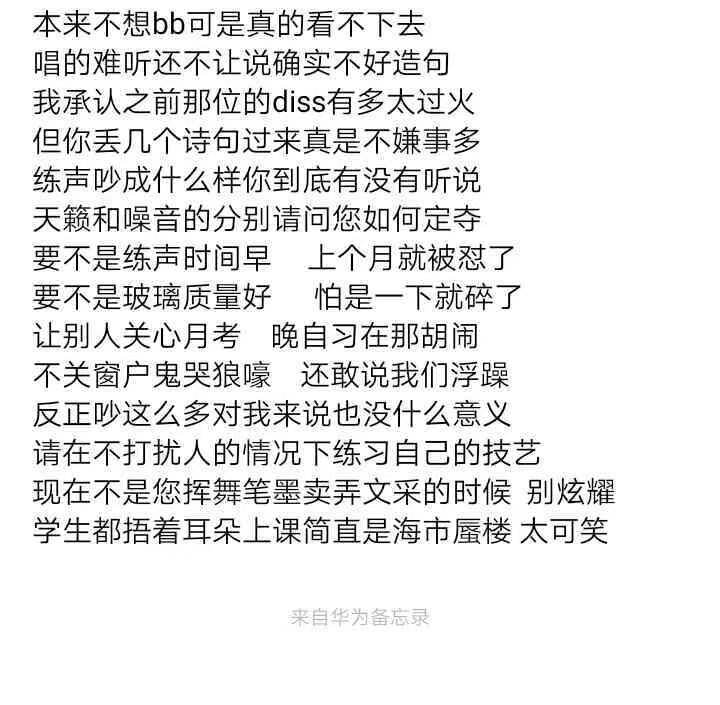 本来不想bb可是真的看不下去
唱的难听还不让说确实不好造句
我承认之前那位的diss有多太过火
但你丢几个诗句过来真是不嫌事多
练声吵成什么样你到底有没有听说
天籁和噪音的分别请问您如何定夺
要不是练声时间早 上个月就被怼了
要不是玻璃质量好 怕是一下就碎了
让别人关心月考 晚自习在那胡闹
不关窗户鬼哭狼嚎 还敢说我们浮躁
反正吵这么多对我来说也没什么意义
请在不打扰人的情况下练习自己的技艺
现在不是您挥舞笔墨卖弄文采的时候 别炫耀
学生都捂着耳朵上课简直是海市蜃楼 太可笑
来自华为备忘录